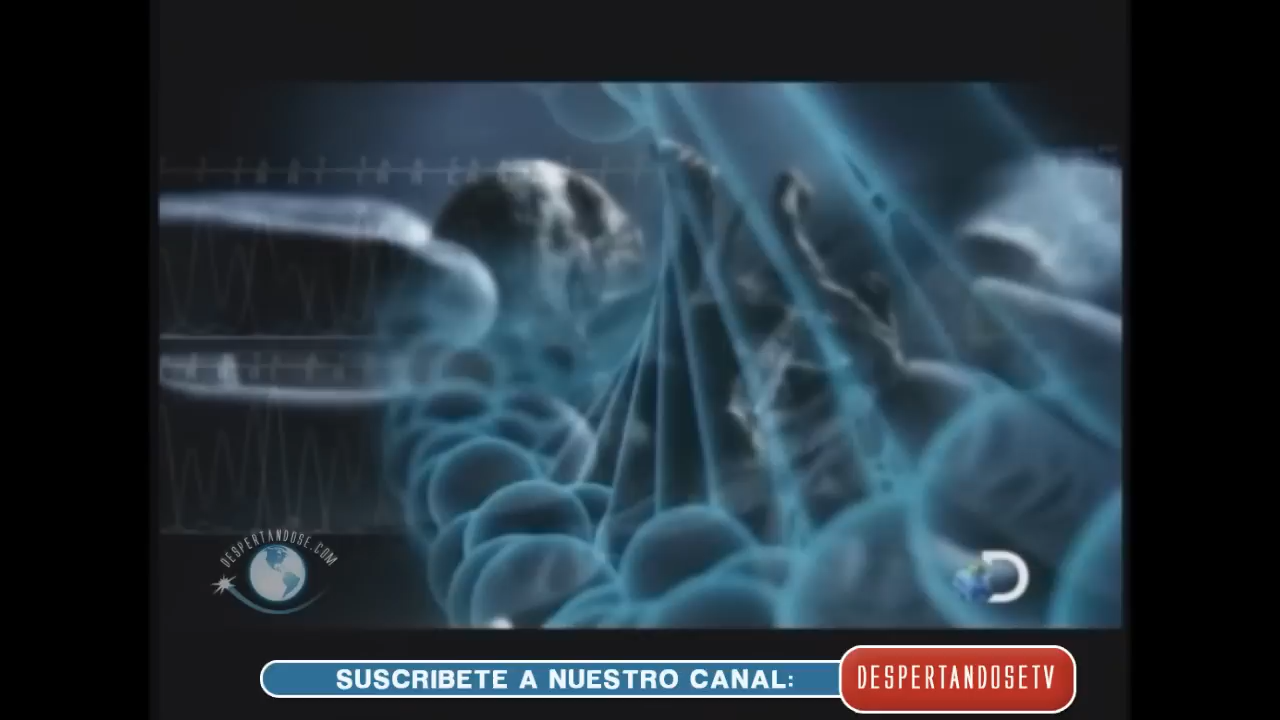 DESPERTANDOSE.COM
D
SUSCRIBETE A NUESTRO CANAL:
DESPERTANDOSETV